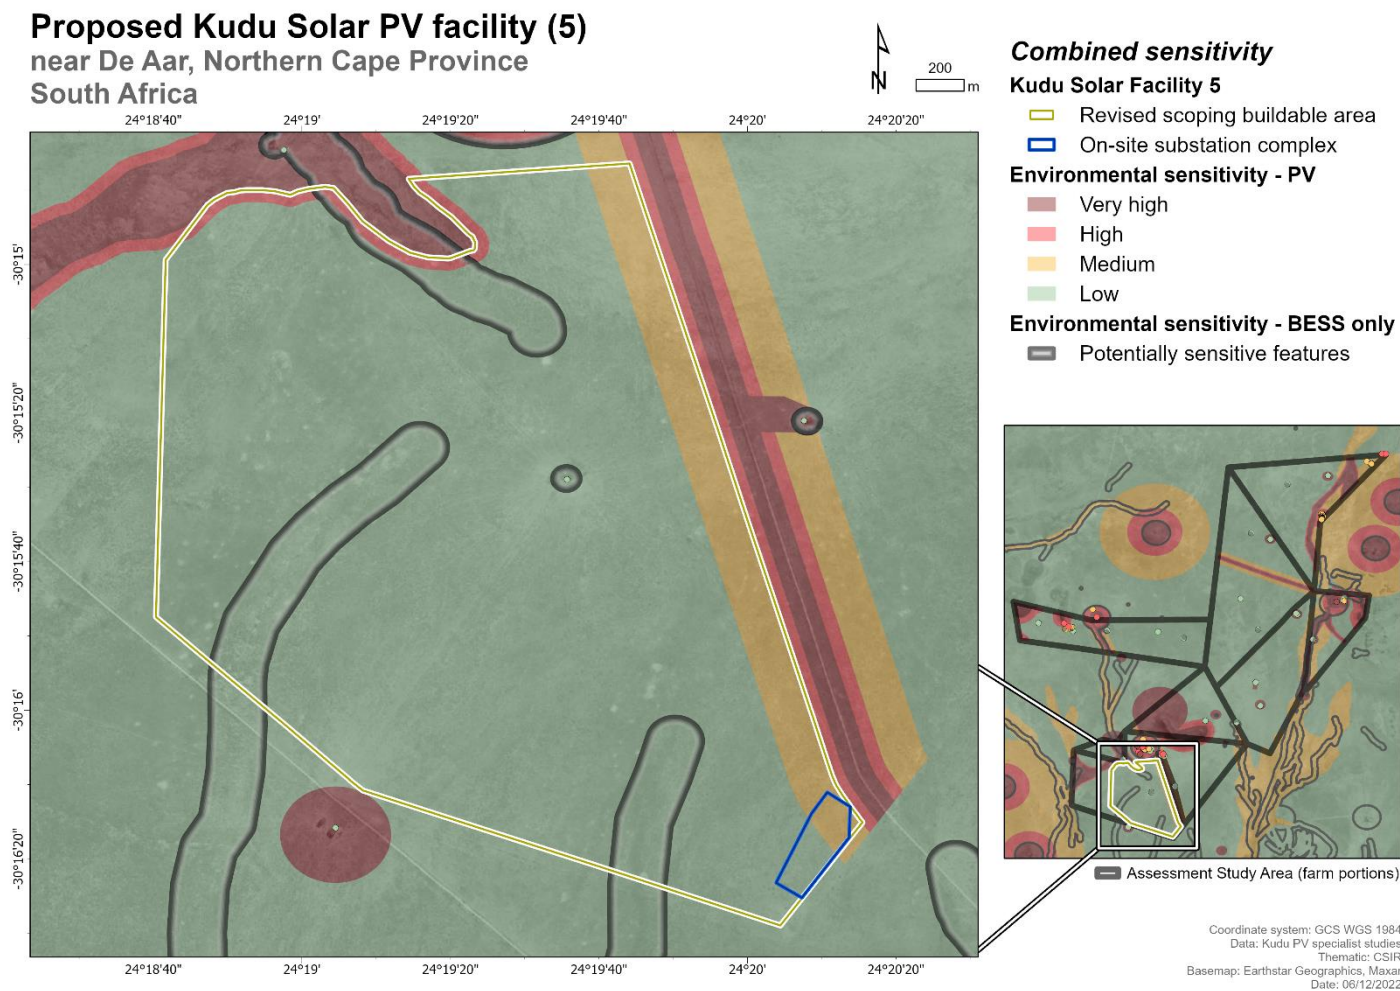 Proposed Kudu Solar PV facility (5)
near De Aar, Northern Cape Province
South Africa
N
200
m
24°18'40"
24°19'
24°19'20"
24°19'40"
24°20'
24°20'20"
-30°15'
-30°15'20"
-30°15'40"
-30°16'
-30°16'20"
24°18'40"
24°19'
24°19'20"
24°19'40"
24°20'
24°20'20"
Combined sensitivity
Kudu Solar Facility 5
Revised scoping buildable area
On-site substation complex
Environmental sensitivity - PV
Very high
High
Medium
Low
Environmental sensitivity - BESS only
Potentially sensitive features
Assessment Study Area (farm portions)
Coordinate system: GCS WGS 1984
Data: Kudu PV specialist studies
Thematic: CSIR
Basemap: Earthstar Geographics, Maxar
Date: 06/12/2022